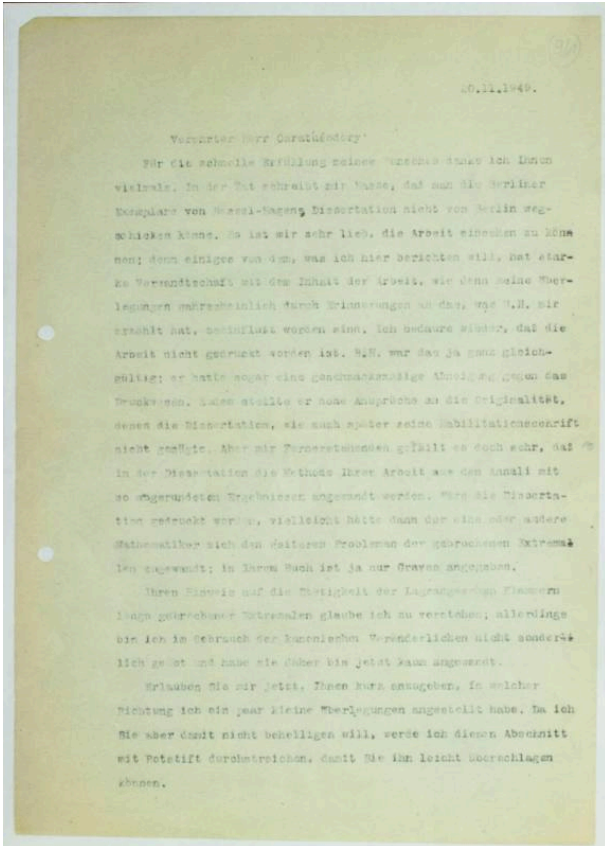 20.11.1949.
Verehrter Herr Carathéodory!
Für die schnelle Erfüllung meines Wunsches danke ich Ihnen
vielmals. In der Tat schreibt mir Hasse, daß man die Berliner
Exemplare von Bessel-Hagens Dissertation nicht von Berlin weg-
schicken könne. Es ist mir sehr lieb, die Arbeit einsehen zu könn
nen; denn einiges von dem, was ich hier berichten will, hat star-
ke Verwandtschaft mit dem Inhalt der Arbeit, wie denn meine Über-
legungen wahrscheinlich durch Erinnerungen an das, was B.H. mir
erzählt hat, beeinflußt worden sind. Ich bedaure wieder, daß die
Arbeit nicht gedruckt worden ist. B.H. war das ja ganz gleich-
gültig; er hatte sogar eine geschmacksmäßige Abneigung gegen das
Druckwesen. Zudem stellte er hohe Ansprüche an die Originalität,
denen die Dissertation, wie auch später seine Habilitationsschrift
nicht genügte. Aber mir Fernerstehenden gefällt es doch sehr, daß
in der Dissertation die Methode Ihrer Arbeit aus den Annali mit
so abgerundeten Ergebnissen angewandt werden. Wäre die Disserta-
tion gedruckt worden, vielleicht hätte dann der eine oder andere
Mathematiker sich den weiteren Problemen der gebrochenen Extremal
len zugewandt; in Ihrem Buch ist ja nur Graves angegeben.
Ihren Hinweis auf die Stetigkeit der Lagrangeschen Klammern
längs gebrochener Extremalen glaube ich zu verstehen; allerdings
bin ich im Gebrauch der kanonischen Veränderlichen nicht sonder
lich geübt und habe sie daher bis jetzt kaum angewandt.
Erlauben Sie mir jetzt, Ihnen kurz anzugeben, in welcher
Richtung ich ein paar kleine Überlegungen angestellt habe. Da ich
Sie aber damit nicht behelligen will, werde ich diesen Abschnitt
mit Rotstift durchstreichen, damit Sie ihn leicht überschlagen
können.